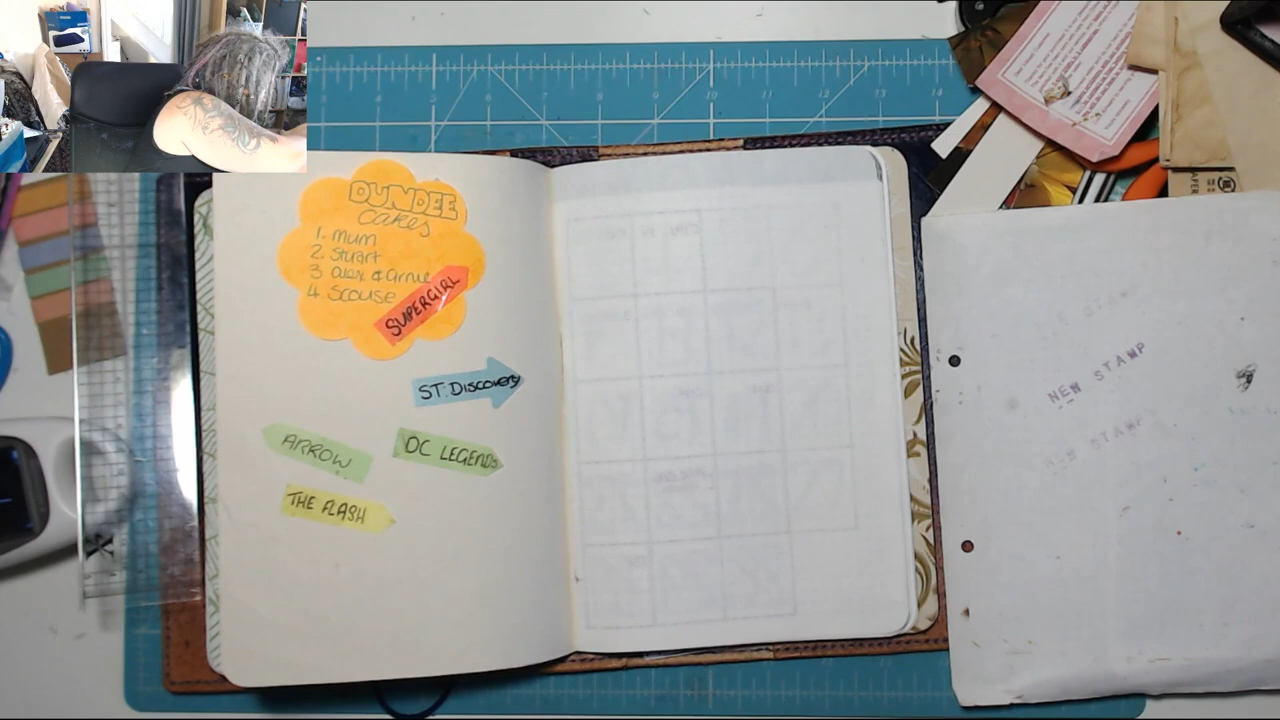 DUNDEE
cakes
1. mum
2. Stuart
3 alex & arnie
4. Scouse
SUPERGIRL
ST: Discovery
ARROW
DC LEGENDS
THE FLASH
NEW STAMP
NEW STAMP